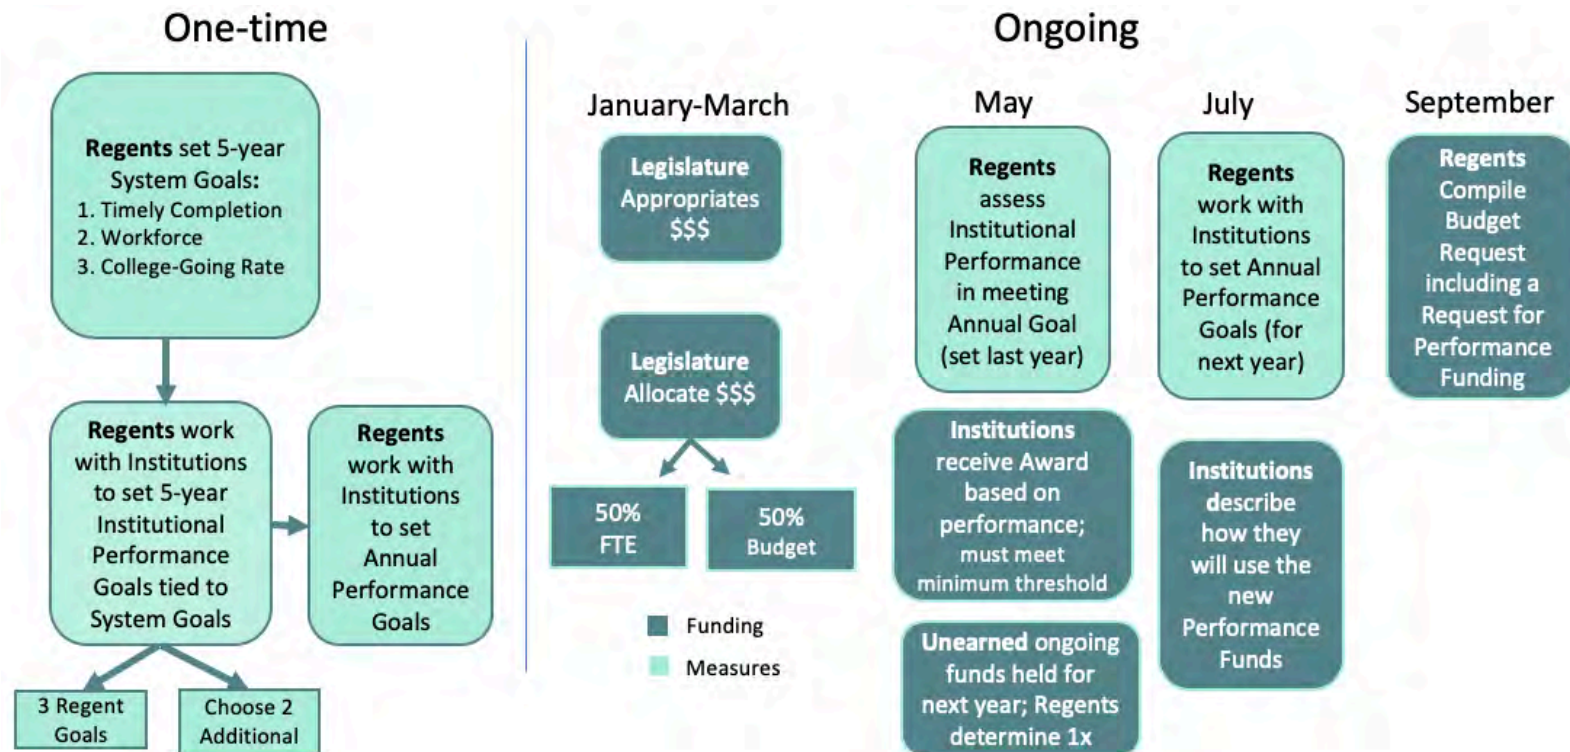 One-time
Regents set 5-year
System Goals:
1. Timely Completion
2. Workforce
3. College-Going Rate
Regents work
with Institutions
to set 5-year
Institutional
Performance
Goals tied to
System Goals
Regents
work with
Institutions
to set
Annual
Performance
Goals
3 Regent
Goals
Choose 2
Additional
Ongoing
January-March
Legislature
Appropriates
$$$
Legislature
Allocate $$$
50%
FTE
50%
Budget
Funding
Measures
May
Regents
assess
Institutional
Performance
in meeting
Annual Goal
(set last year)
Institutions
receive Award
based on
performance;
must meet
minimum threshold
Unearned ongoing
funds held for
next year; Regents
determine 1x
July
Regents
work with
Institutions
to set Annual
Performance
Goals (for
next year)
Institutions
describe
how they
will use the
new
Performance
Funds
September
Regents
Compile
Budget
Request
including a
Request for
Performance
Funding